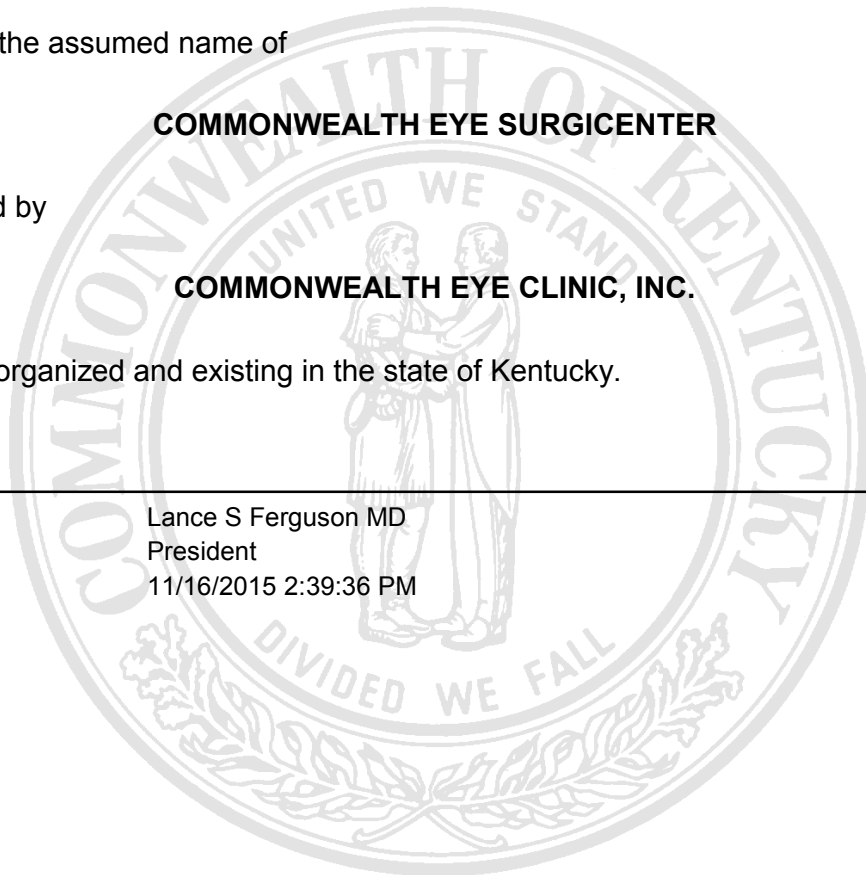 the assumed name of
COMMONWEALTH EYE SURGICENTER
d by
COMMONWEALTH EYE CLINIC, INC.
organized and existing in the state of Kentucky.
Lance S Ferguson MD
President
11/16/2015 2:39:36 PM
COMMONWEALTH OF KENTUCKY
UNITED WE STAND
DIVIDED WE FALL